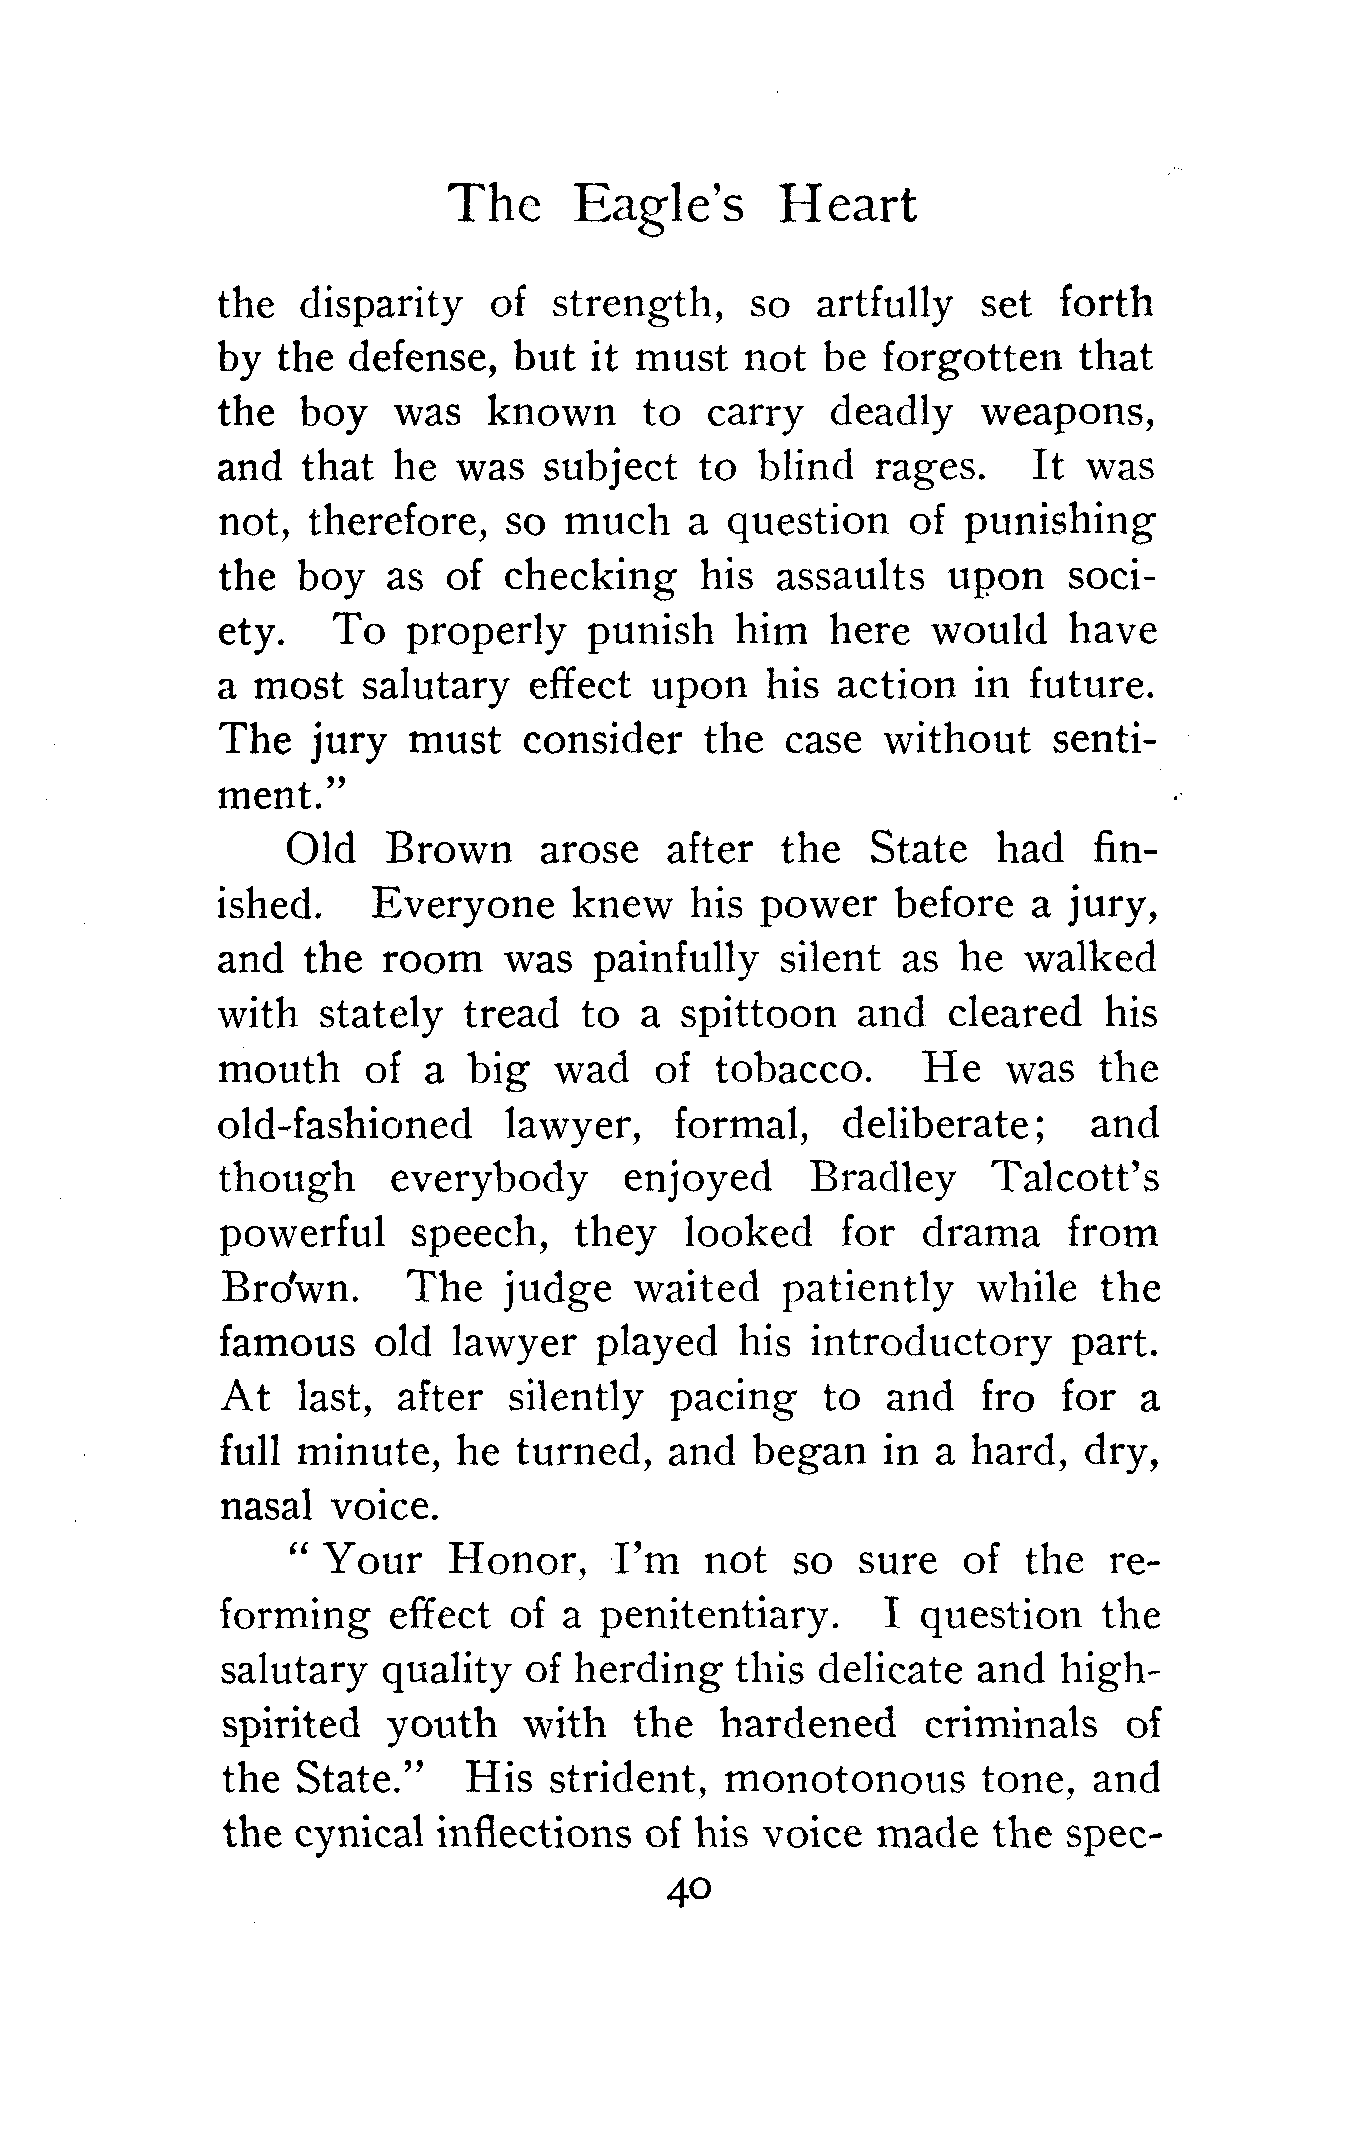 The Eagle's Heart
the disparity of strength, so artfully set forth
by the defense, but it must not be forgotten that
the boy was known to carry deadly weapons,
and that he was subject to blind rages. It was
not, therefore, so much a question of punishing
the boy as of checking his assaults upon soci-
ety. To properly punish him here would have
a most salutary effect upon his action in future.
The jury must consider the case without senti-
ment."
Old Brown arose after the State had fin-
ished. Everyone knew his power before a jury,
and the room was painfully silent as he walked
with stately tread to a spittoon and cleared his
mouth of a big wad of tobacco. He was the
old-fashioned lawyer, formal, deliberate; and
though everybody enjoyed Bradley Talcott's
powerful speech, they looked for drama from
Brown. The judge waited patiently while the
famous old lawyer played his introductory part.
At last, after silently pacing to and fro for a
full minute, he turned, and began in a hard, dry,
nasal voice.
" Your Honor, I'm not so sure of the re-
forming effect of a penitentiary. I question the
salutary quality of herding this delicate and high-
spirited youth with the hardened criminals of
the State." His strident, monotonous tone, and
the cynical inflections of his voice made the spec-
40